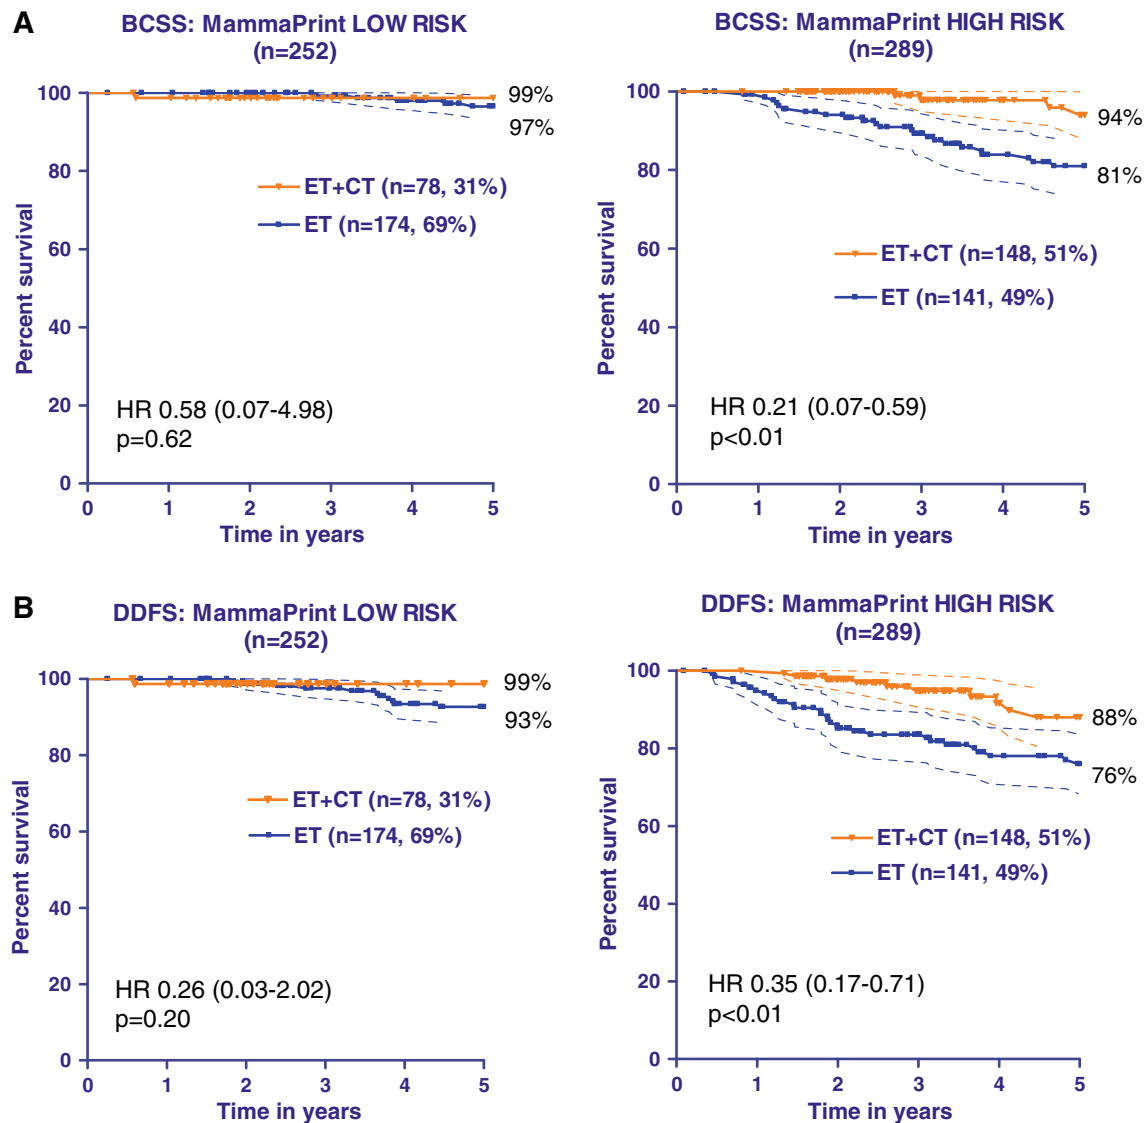 A
BCSS: MammaPrint LOW RISK
(n=252)
100
80
60
40
20
0
Percent survival
99%
97%
ET+CT (n=78, 31%)
ET (n=174, 69%)
HR 0.58 (0.07-4.98)
p=0.62
0 1 2 3 4 5
Time in years
BCSS: MammaPrint HIGH RISK
(n=289)
100
80
60
40
20
0
Percent survival
94%
81%
ET+CT (n=148, 51%)
ET (n=141, 49%)
HR 0.21 (0.07-0.59)
p<0.01
0 1 2 3 4 5
Time in years
B
DDFS: MammaPrint LOW RISK
(n=252)
100
80
60
40
20
0
Percent survival
99%
93%
ET+CT (n=78, 31%)
ET (n=174, 69%)
HR 0.26 (0.03-2.02)
p=0.20
0 1 2 3 4 5
Time in years
DDFS: MammaPrint HIGH RISK
(n=289)
100
80
60
40
20
0
Percent survival
88%
76%
ET+CT (n=148, 51%)
ET (n=141, 49%)
HR 0.35 (0.17-0.71)
p<0.01
0 1 2 3 4 5
Time in years